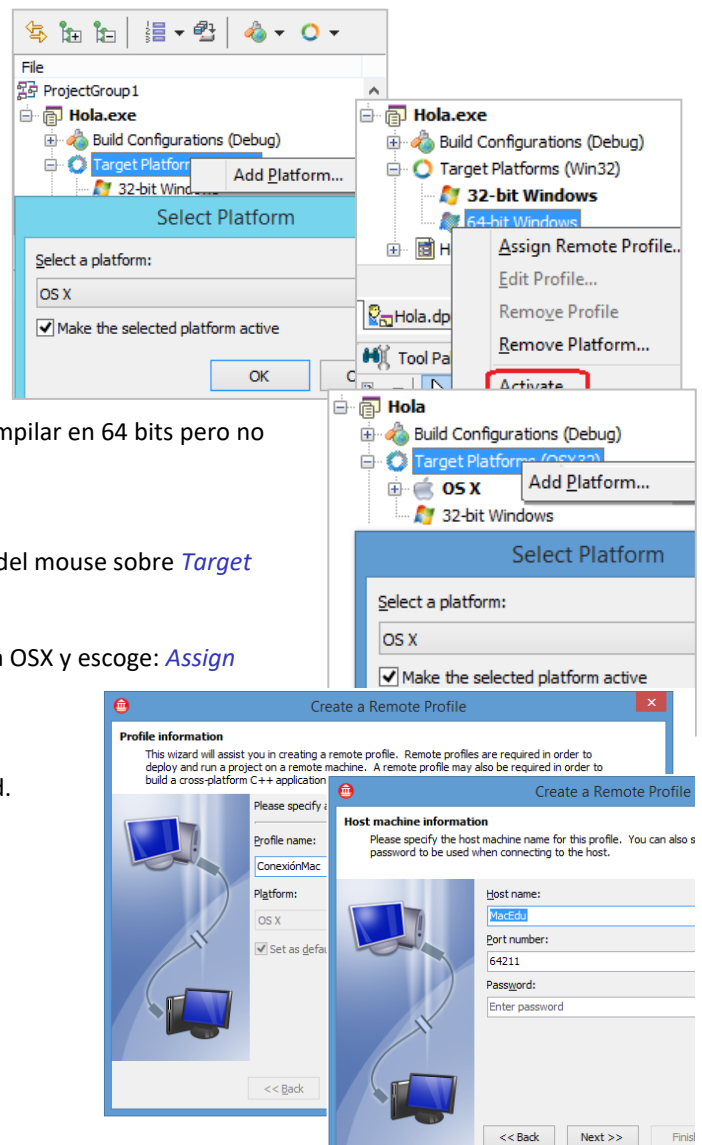 File
ProjectGroup1
Hola.exe
Build Configurations (Debug)
Target
Add Platform...
32-bit
Select Platform
Select a platform:
OS X
Make the selected platform active
OK
Hola.exe
Build Configurations (Debug)
Target Platforms (Win32)
32-bit Windows
64-bit Windows
Assign Remote Profile..
Edit Profile...
Remove Profile
Remove Platform...
Activate
Hola.dp
Tool Pa
mpilar en 64 bits pero no
Hola
Build Configurations (Debug)
Target Platforms (OSX32)
Add Platform...
OS X
32-bit Windows
del mouse sobre Target
Select Platform
Select a platform:
OS X
Make the selected platform active
OSX y escoge: Assign
d.
Create a Remote Profile
Profile information
This wizard will assist you in creating a remote profile. Remote profiles are required in order to
deploy and run a project on a remote machine. A remote profile may also be required in order to
build a cross-platform C++ application
Please specify a
Profile name:
ConexiónMac
Platform:
OS X
Set as defau
<< Back
Create a Remote Profile
Host machine information
Please specify the host machine name for this profile. You can also s
password to be used when connecting to the host.
Host name:
MacEdu
Port number:
64211
Password:
Enter password
<< Back
Next >>
Finish